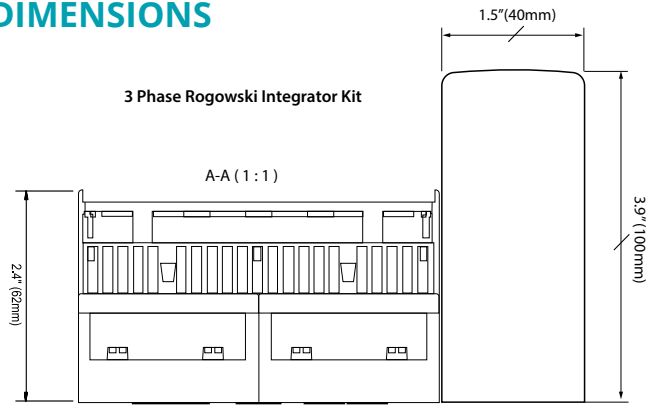 DIMENSIONS
1.5”(40mm)
3 Phase Rogowski Integrator Kit
A-A ( 1 : 1 )
2.4" (62mm)
3.9”(100mm)